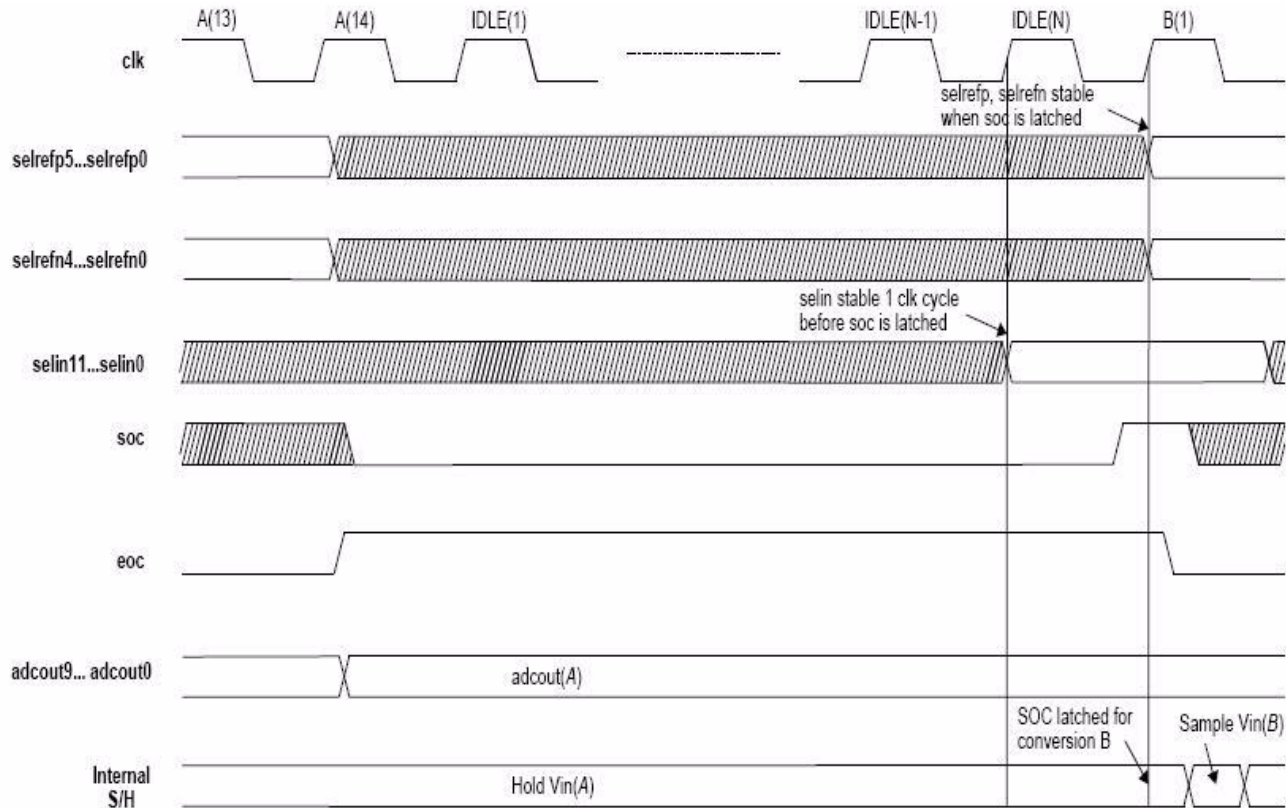 A(13) A(14) IDLE(1) IDLE(N-1) IDLE(N) B(1)
clk
selrefp, selrefn stable
when soc is latched
selrefp5...selrefp0
selrefn4...selrefn0
selin stable 1 clk cycle
before soc is latched
selin11...selin0
soc
eoc
adcout9... adcout0
adcout(A)
SOC latched for
conversion B
Sample Vin(B)
Internal
S/H
Hold Vin(A)